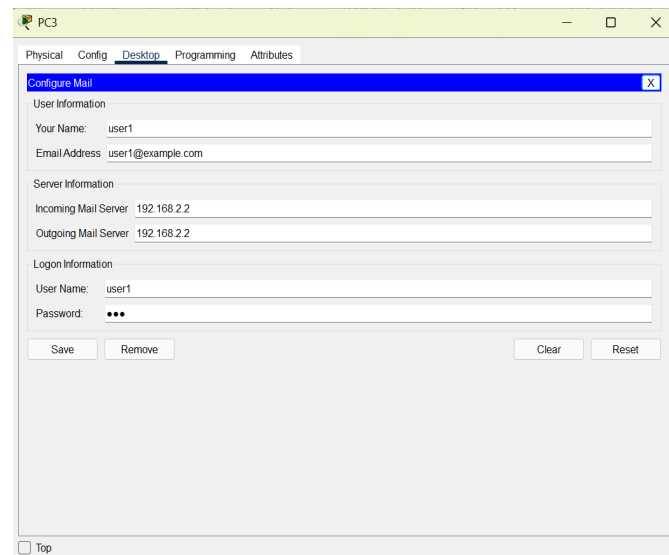 PC3
Physical Config Desktop Programming Attributes
Configure Mail X
User Information
Your Name: user1
Email Address user1@example.com
Server Information
Incoming Mail Server 192.168.2.2
Outgoing Mail Server 192.168.2.2
Logon Information
User Name: user1
Password: ●●●
Save Remove Clear Reset
Top